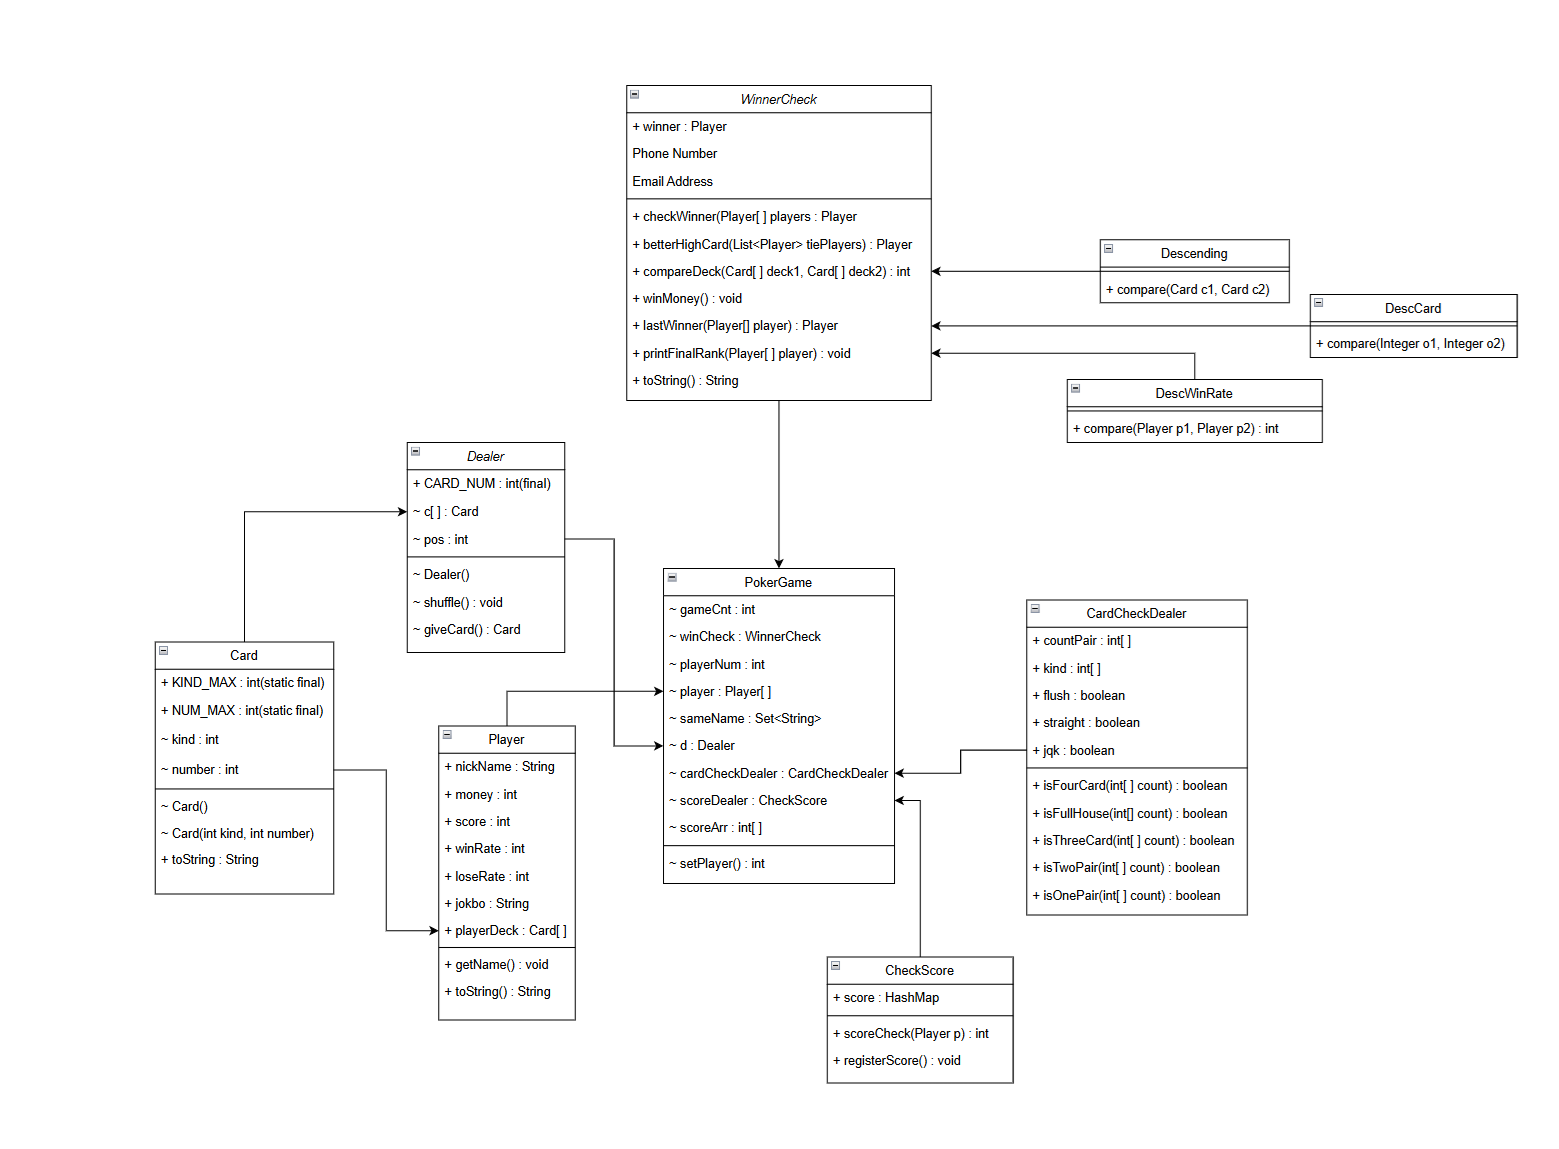 WinnerCheck
+ winner : Player
Phone Number
Email Address
+ checkWinner(Player[ ] players : Player
+ betterHighCard(List<Player> tiePlayers) : Player
+ compareDeck(Card[ ] deck1, Card[ ] deck2) : int
+ winMoney() : void
+ lastWinner(Player[] player) : Player
+ printFinalRank(Player[ ] player) : void
+ toString() : String
Descending
+ compare(Card c1, Card c2)
DescCard
+ compare(Integer o1, Integer o2)
DescWinRate
+ compare(Player p1, Player p2) : int
Dealer
+ CARD_NUM : int(final)
~ c[ ] : Card
~ pos : int
~ Dealer()
~ shuffle() : void
~ giveCard() : Card
Card
+ KIND_MAX : int(static final)
+ NUM_MAX : int(static final)
~ kind : int
~ number : int
~ Card()
~ Card(int kind, int number)
+ toString : String
Player
+ nickName : String
+ money : int
+ score : int
+ winRate : int
+ loseRate : int
+ jokbo : String
+ playerDeck : Card[ ]
+ getName() : void
+ toString() : String
PokerGame
~ gameCnt : int
~ winCheck : WinnerCheck
~ playerNum : int
~ player : Player[ ]
~ sameName : Set<String>
~ d : Dealer
~ cardCheckDealer : CardCheckDealer
~ scoreDealer : CheckScore
~ scoreArr : int[ ]
~ setPlayer() : int
CardCheckDealer
+ countPair : int[ ]
+ kind : int[ ]
+ flush : boolean
+ straight : boolean
+ jqk : boolean
+ isFourCard(int[ ] count) : boolean
+ isFullHouse(int[] count) : boolean
+ isThreeCard(int[ ] count) : boolean
+ isTwoPair(int[ ] count) : boolean
+ isOnePair(int[ ] count) : boolean
CheckScore
+ score : HashMap
+ scoreCheck(Player p) : int
+ registerScore() : void